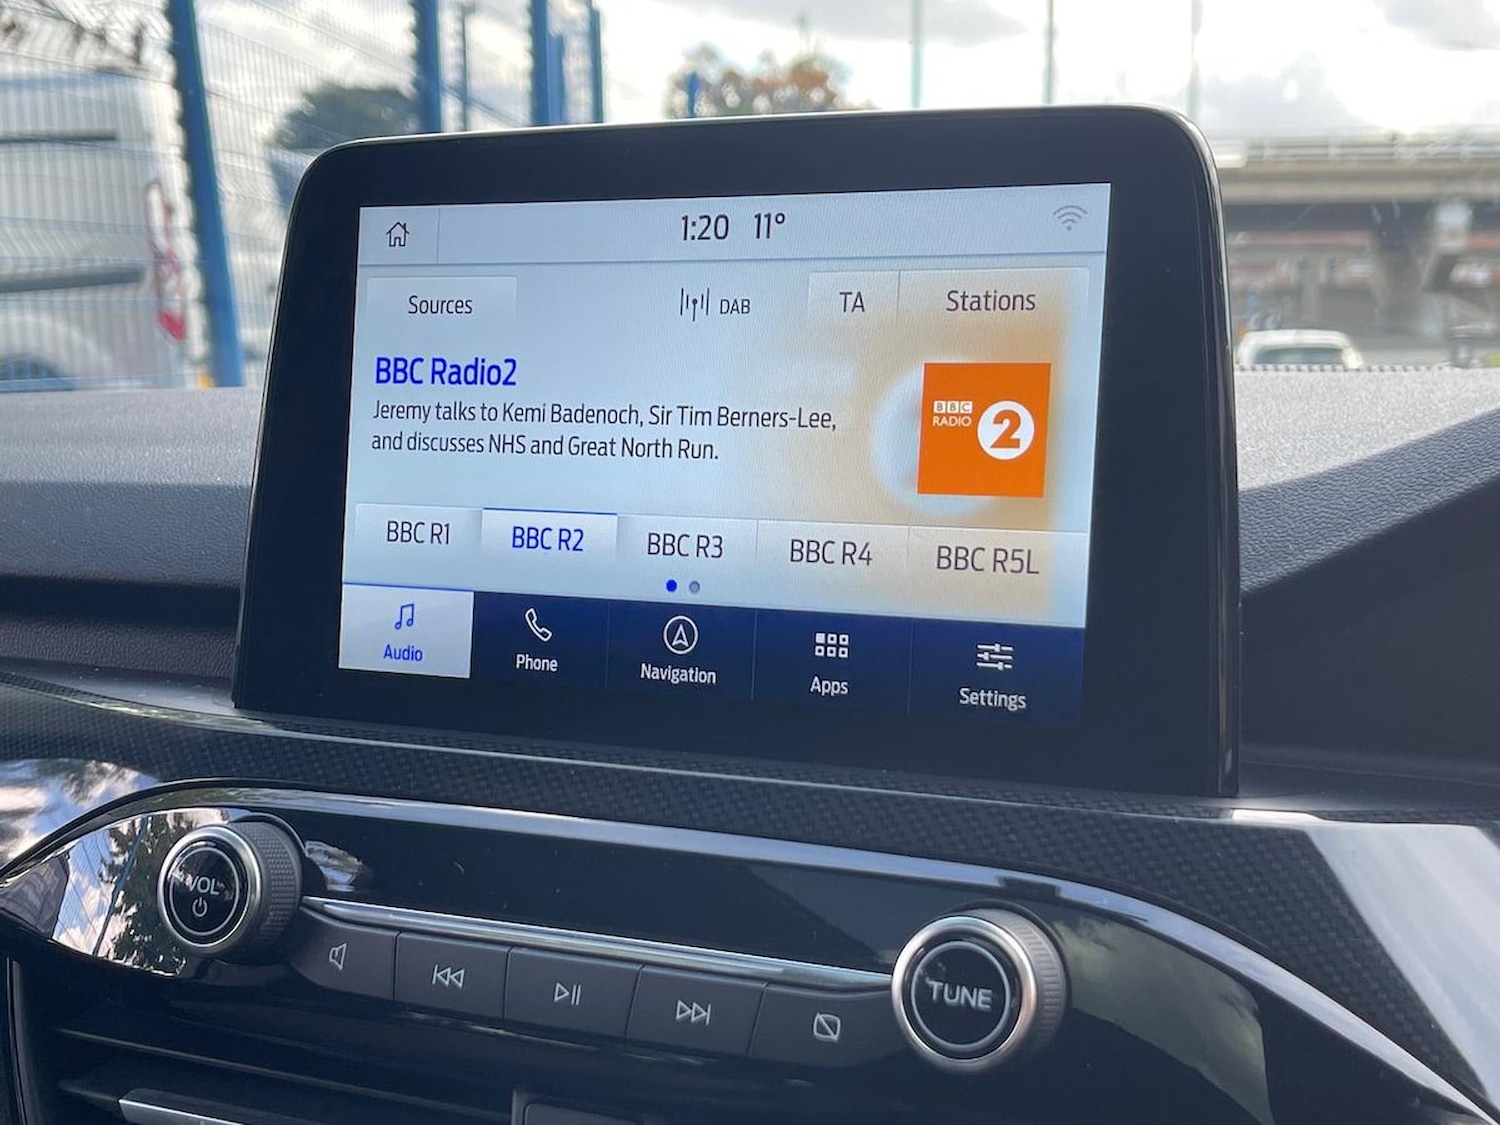 1:20 11°
Sources DAB TA Stations
BBC Radio2
Jeremy talks to Kemi Badenoch, Sir Tim Berners-Lee,
and discusses NHS and Great North Run.
BBC
RADIO 2
BBC R1 BBC R2 BBC R3 BBC R4 BBC R5L
Audio Phone Navigation Apps Settings
VOL
TUNE